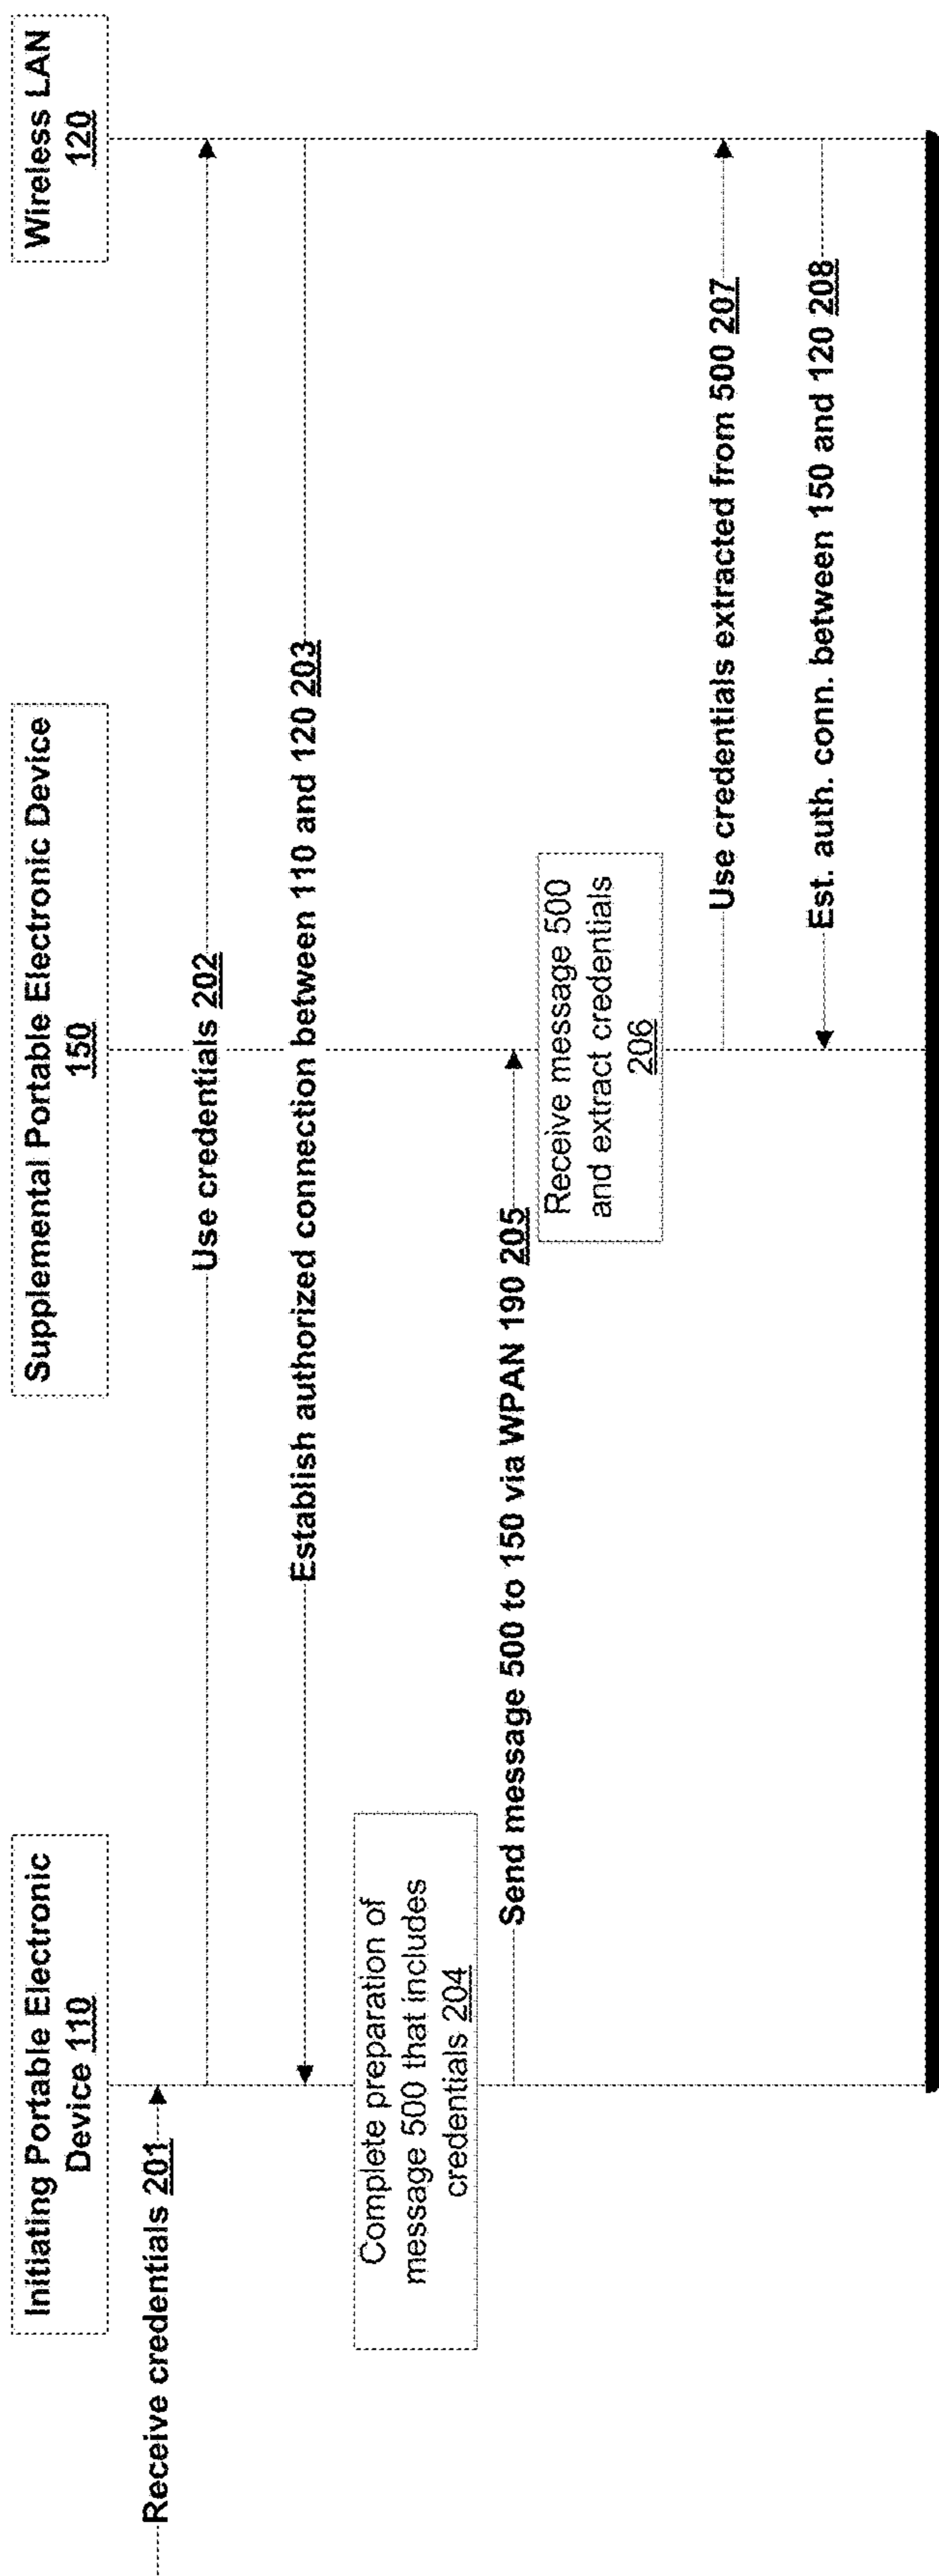 Initiating Portable Electronic
Device 110
Supplemental Portable Electronic Device
150
Wireless LAN
120
Receive credentials 201
Use credentials 202
Establish authorized connection between 110 and 120 203
Complete preparation of
message 500 that includes
credentials 204
Send message 500 to 150 via WPAN 190 205
Receive message 500
and extract credentials
206
Use credentials extracted from 500 207
Est. auth. conn. between 150 and 120 208